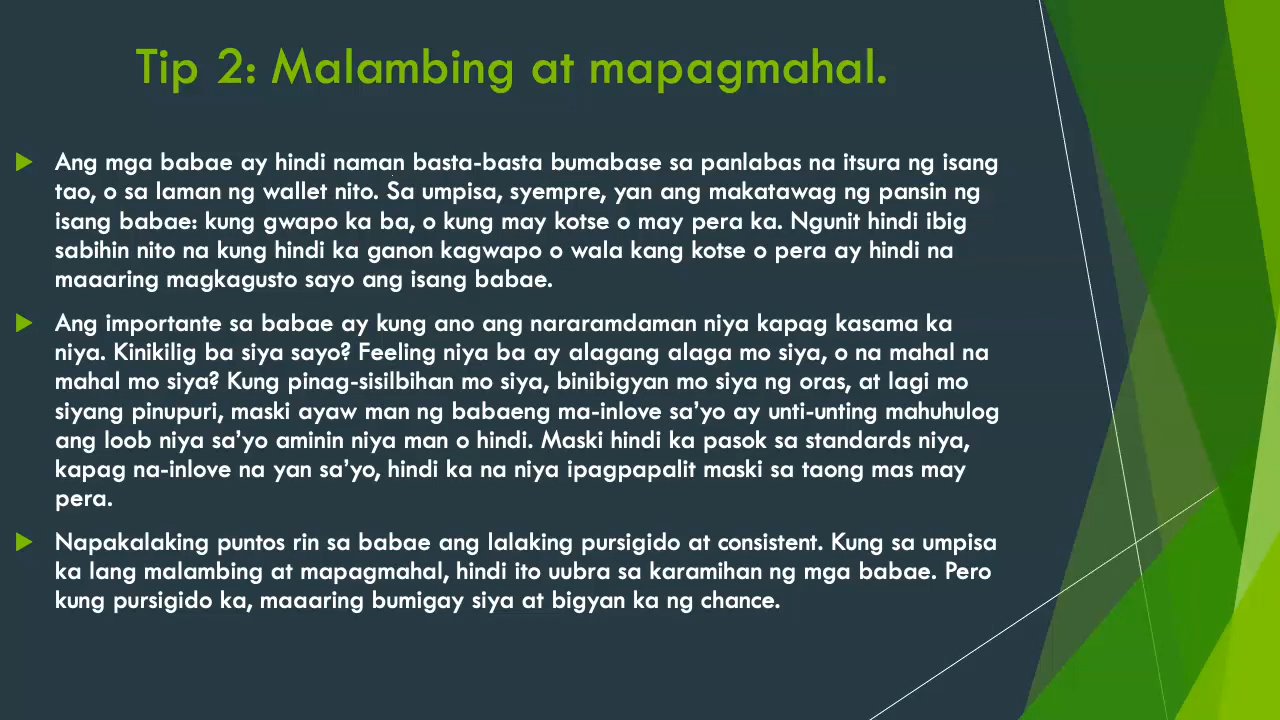 Tip 2: Malambing at mapagmahal.
Ang mga babae ay hindi naman basta-basta bumabase sa panlabas na itsura ng isang
tao, o sa laman ng wallet nito. Sa umpisa, syempre, yan ang makatawag ng pansin ng
isang babae: kung gwapo ka ba, o kung may kotse o may pera ka. Ngunit hindi ibig
sabihin nito na kung hindi ka ganon kagwapo o wala kang kotse o pera ay hindi na
maaaring magkagusto sayo ang isang babae.
Ang importante sa babae ay kung ano ang nararamdaman niya kapag kasama ka
niya. Kinikilig ba siya sayo? Feeling niya ba ay alagang alaga mo siya, o na mahal na
mahal mo siya? Kung pinag-sisilbihan mo siya, binibigyan mo siya ng oras, at lagi mo
siyang pinupuri, maski ayaw man ng babaeng ma-inlove sa’yo ay unti-unting mahuhulog
ang loob niya sa’yo aminin niya man o hindi. Maski hindi ka pasok sa standards niya,
kapag na-inlove na yan sa’yo, hindi ka na niya ipagpapalit maski sa taong mas may
pera.
Napakalaking puntos rin sa babae ang lalaking pursigido at consistent. Kung sa umpisa
ka lang malambing at mapagmahal, hindi ito uubra sa karamihan ng mga babae. Pero
kung pursigido ka, maaaring bumigay siya at bigyan ka ng chance.